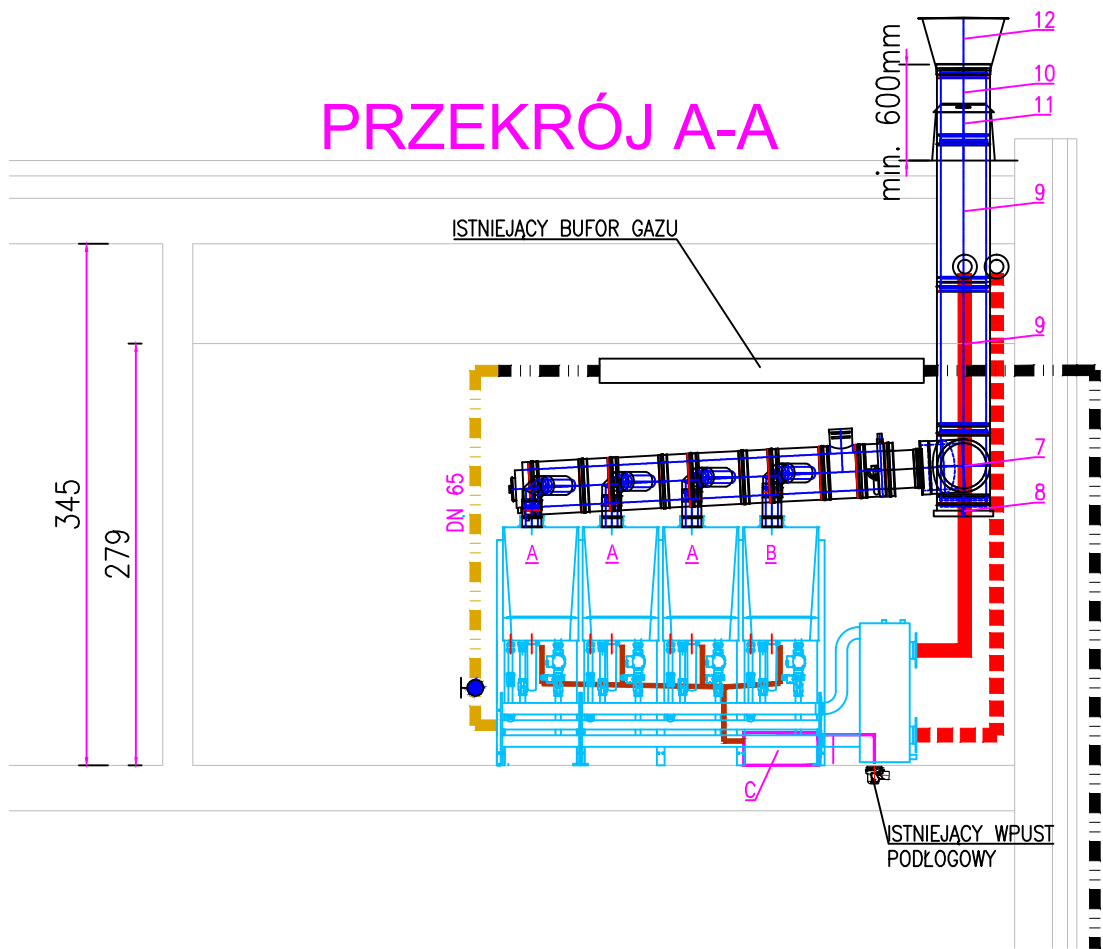 12
10
11
min. 600mm
PRZEKRÓJ A-A
9
ISTNIEJĄCY BUFOR GAZU
9
345
279
DN 65
7
8
A
A
A
B
C
ISTNIEJĄCY WPUST
PODŁOGOWY